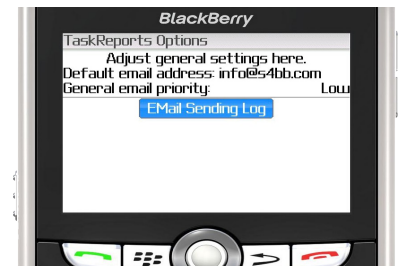 BlackBerry
TaskReports Options
Adjust general settings here.
Default email address: info@s4bb.com
General email priority: Low
EMail Sending Log